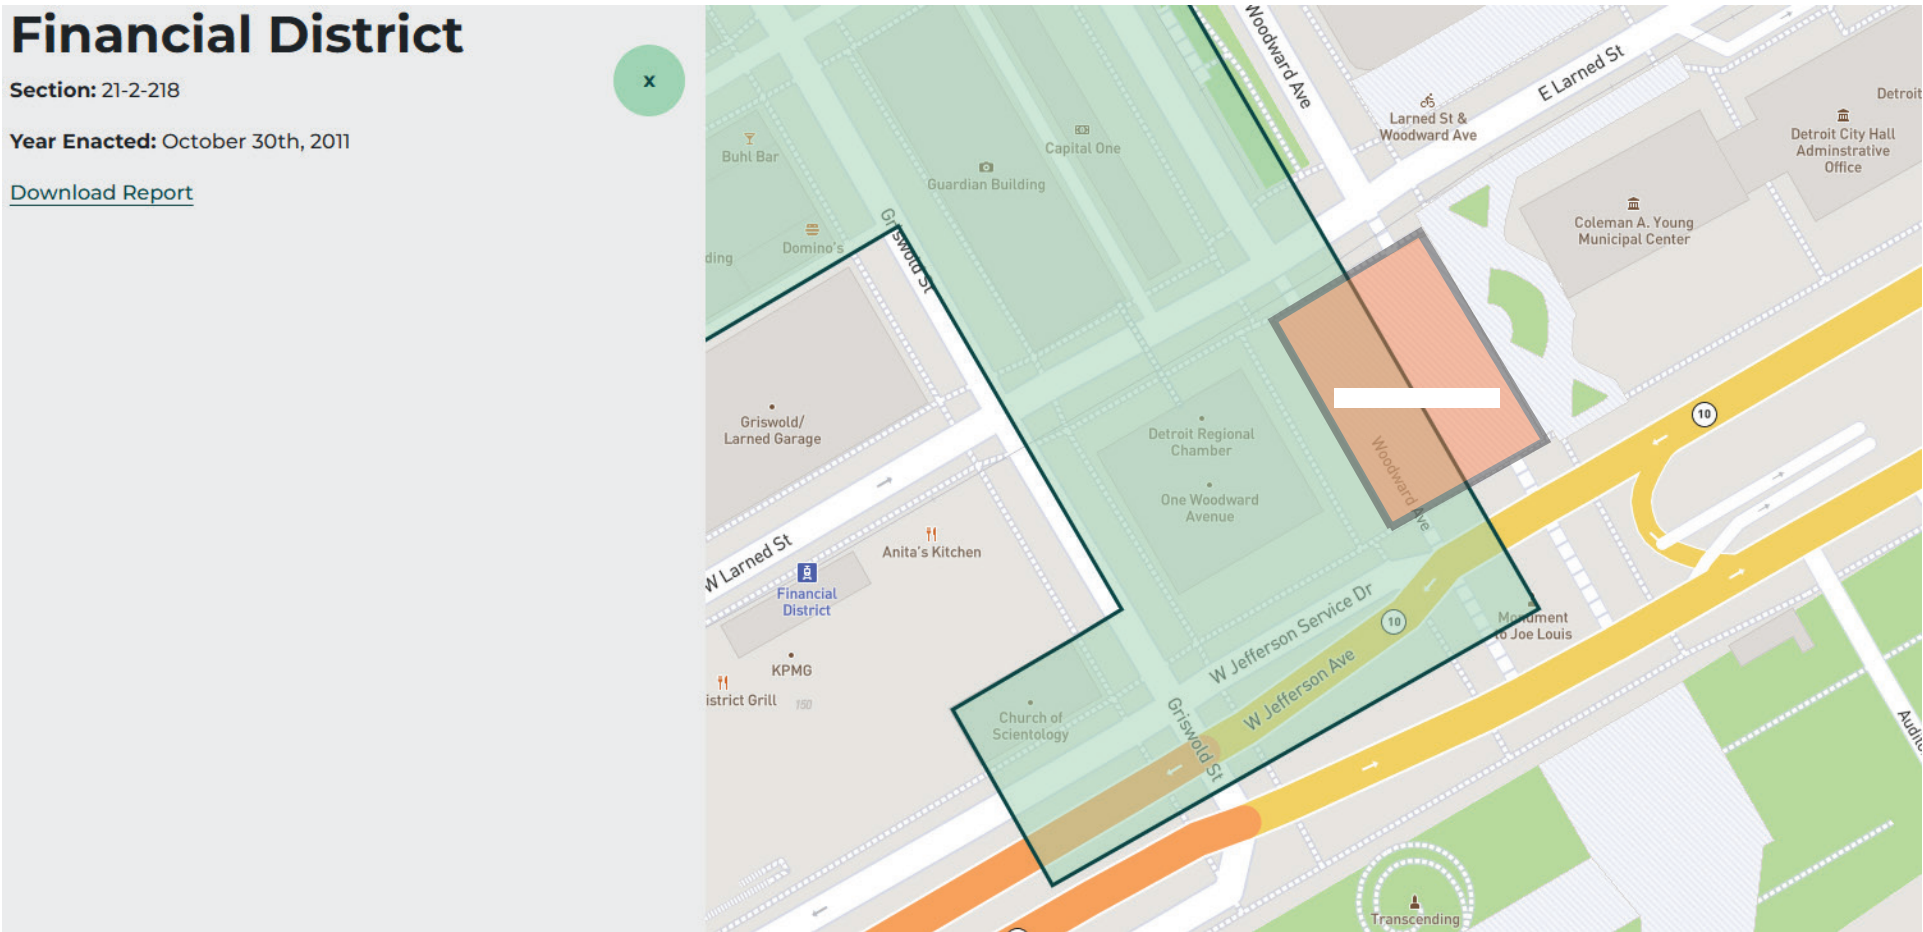 Financial District
Section: 21-2-218
x
Year Enacted: October 30th, 2011
Download Report
Woodward Ave
E Larned St
Larned St &
Woodward Ave
Detroit
Detroit City Hall
Adminstrative
Office
Buhl Bar
Capital One
Guardian Building
Coleman A. Young
Municipal Center
Domino's
ding
Griswold St
Griswold/
Larned Garage
Detroit Regional
Chamber
One Woodward
Avenue
Woodward Ave
10
W Larned St
Anita's Kitchen
Financial
District
KPMG
istrict Grill
150
W Jefferson Service Dr
10
W Jefferson Ave
Monument
to Joe Louis
Church of
Scientology
Griswold St
Transcending